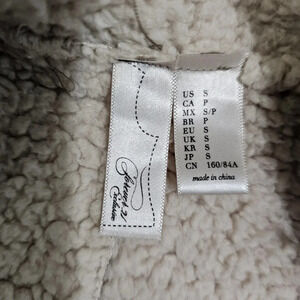 US S
CA P
MX S/P
BR P
EU S
UK S
KR S
JP S
CN 160/84A
made in china